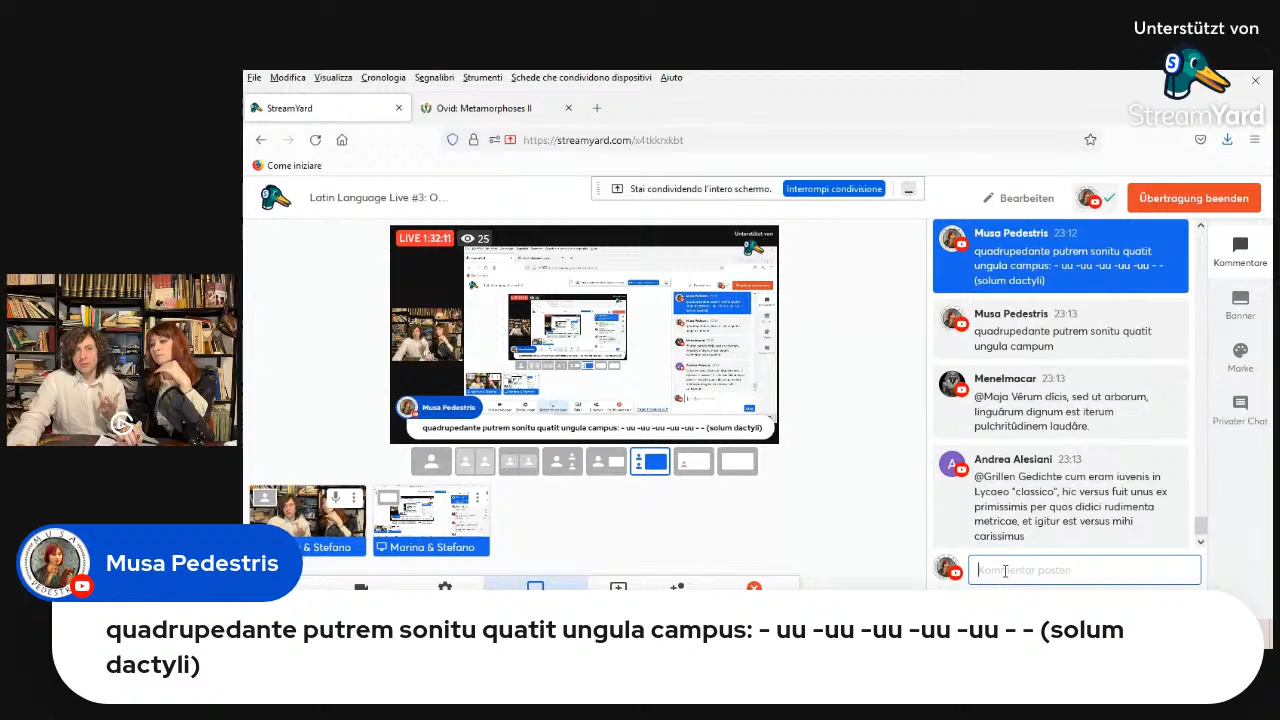 Unterstützt von
StreamYard
File Modifica Visualizza Cronologia Segnalibri Strumenti Schede che condividono dispositivi Aiuto
StreamYard
Ovid: Metamorphoses II
https://streamyard.com/x4tkkrxkbt
Come iniziare
Stai condividendo l'intero schermo. Interrompi condivisione
Latin Language Live #3: O...
Bearbeiten
Übertragung beenden
LIVE 1:32:11 25
Unterstützt von
Musa Pedestris
quadrupedante putrem sonitu quatit ungula campus: - uu -uu -uu -uu -uu - - (solum dactyli)
& Stefano
Marina & Stefano
Musa Pedestris 23:12
quadrupedante putrem sonitu quatit
ungula campus: - uu -uu -uu -uu -uu - -
(solum dactyli)
Musa Pedestris 23:13
quadrupedante putrem sonitu quatit
ungula campum
Menelmacar 23:13
@Maja Vērum dīcis, sed ut arborum,
linguārum dignum est iterum
pulchritūdinem laudāre.
Andrea Alesiani 23:13
@Grillen Gedichte cum eram iuvenis in
Lycaeo "classico", hic versus fuit unus ex
primissimis per quos didici rudimenta
metricae, et igitur est versus mihi
carissimus
Kommentar posten
Kommentare
Banner
Marke
Privater Chat
MUSA PEDESTRIS
Musa Pedestris
quadrupedante putrem sonitu quatit ungula campus: - uu -uu -uu -uu -uu - - (solum
dactyli)